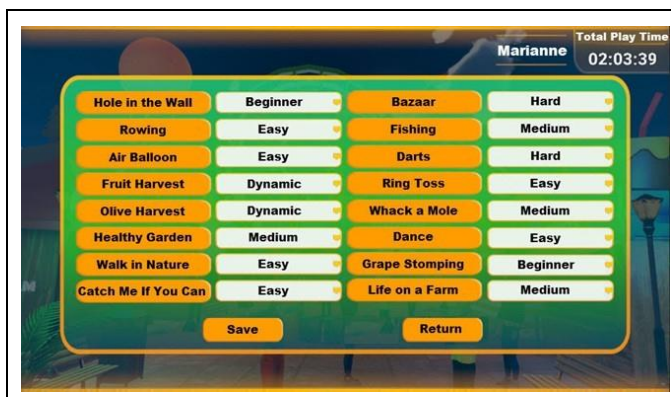 Marianne
Total Play Time
02:03:39
Hole in the Wall Beginner Bazaar Hard
Rowing Easy Fishing Medium
Air Balloon Easy Darts Hard
Fruit Harvest Dynamic Ring Toss Easy
Olive Harvest Dynamic Whack a Mole Medium
Healthy Garden Medium Dance Easy
Walk in Nature Easy Grape Stomping Beginner
Catch Me If You Can Easy Life on a Farm Medium
Save Return